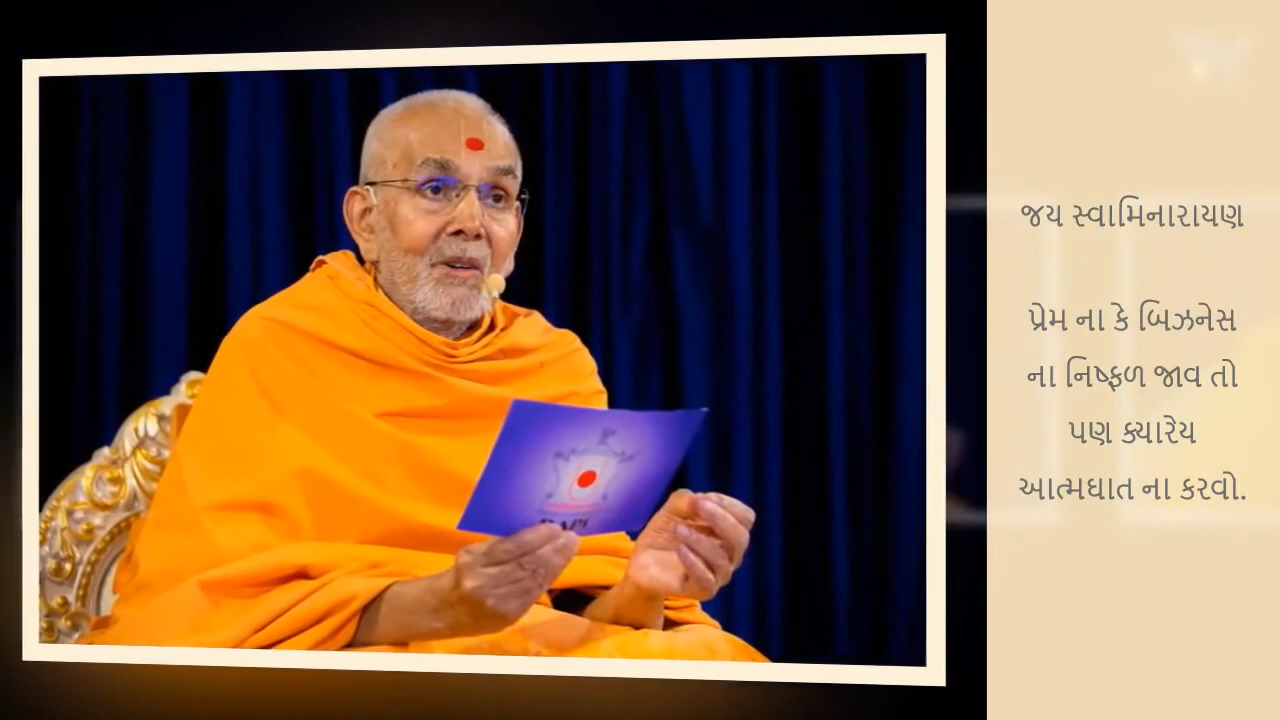 જય સ્વામિનારાયણ
પ્રેમ ના કે બિઝનેસ
ના નિષ્ફળ જાવ તો
પણ ક્યારેય
આત્મઘાત ના કરવો.